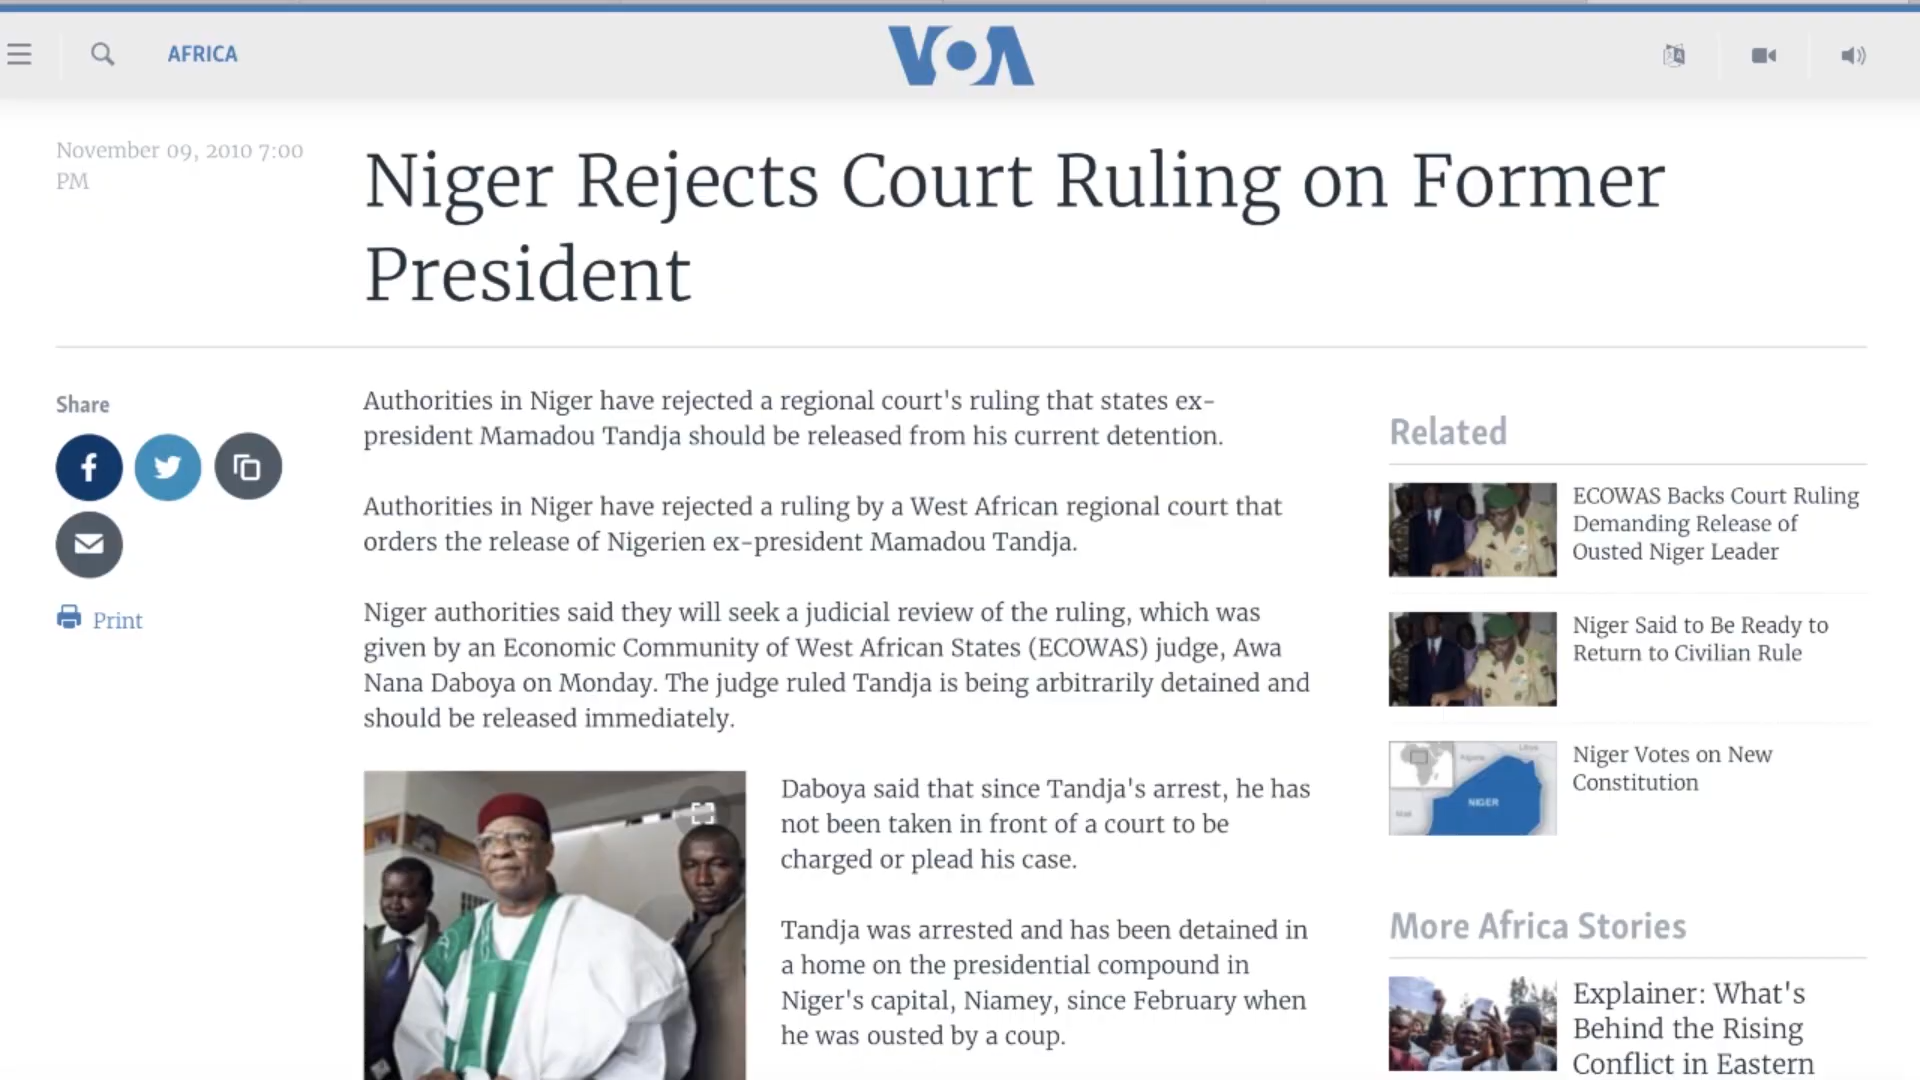 AFRICA
VOA
November 09, 2010 7:00
PM
Niger Rejects Court Ruling on Former
President
Share
Print
Authorities in Niger have rejected a regional court's ruling that states ex-
president Mamadou Tandja should be released from his current detention.
Authorities in Niger have rejected a ruling by a West African regional court that
orders the release of Nigerien ex-president Mamadou Tandja.
Niger authorities said they will seek a judicial review of the ruling, which was
given by an Economic Community of West African States (ECOWAS) judge, Awa
Nana Daboya on Monday. The judge ruled Tandja is being arbitrarily detained and
should be released immediately.
Daboya said that since Tandja's arrest, he has
not been taken in front of a court to be
charged or plead his case.
Tandja was arrested and has been detained in
a home on the presidential compound in
Niger's capital, Niamey, since February when
he was ousted by a coup.
Related
ECOWAS Backs Court Ruling
Demanding Release of
Ousted Niger Leader
Niger Said to Be Ready to
Return to Civilian Rule
Algeria
Libya
NIGER
Mali
Niger Votes on New
Constitution
More Africa Stories
Explainer: What's
Behind the Rising
Conflict in Eastern